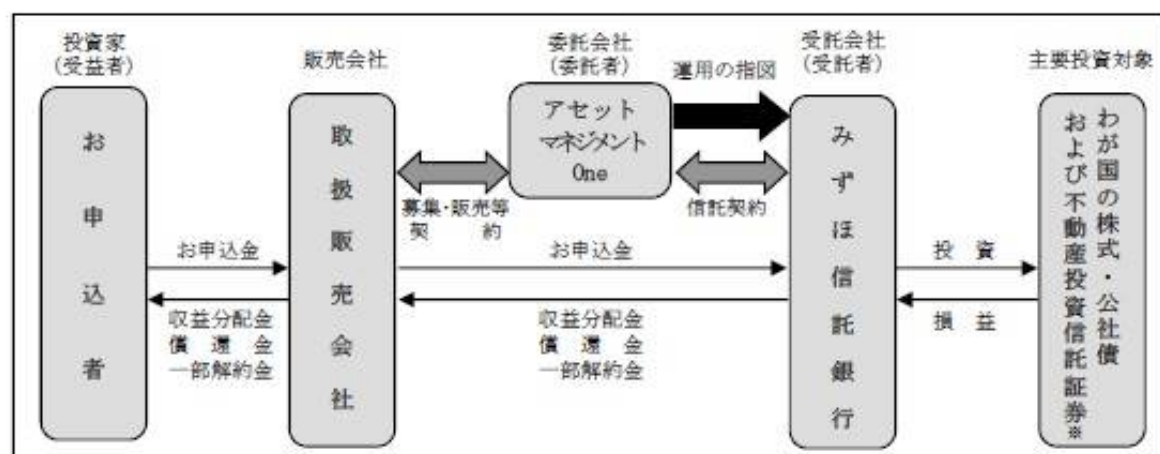 投資家
(受益者)
お申込者
販売会社
取扱販売会社
委託会社
(委託者)
アセット
マネジメント
One
運用の指図
受託会社
(受託者)
みずほ信託銀行
主要投資対象
わが国の株式・公社債
および不動産投資信託証券※
募集・販売等
契　約
信託契約
お申込金
収益分配金
償　還　金
一部解約金
お申込金
収益分配金
償　還　金
一部解約金
投　資
損　益